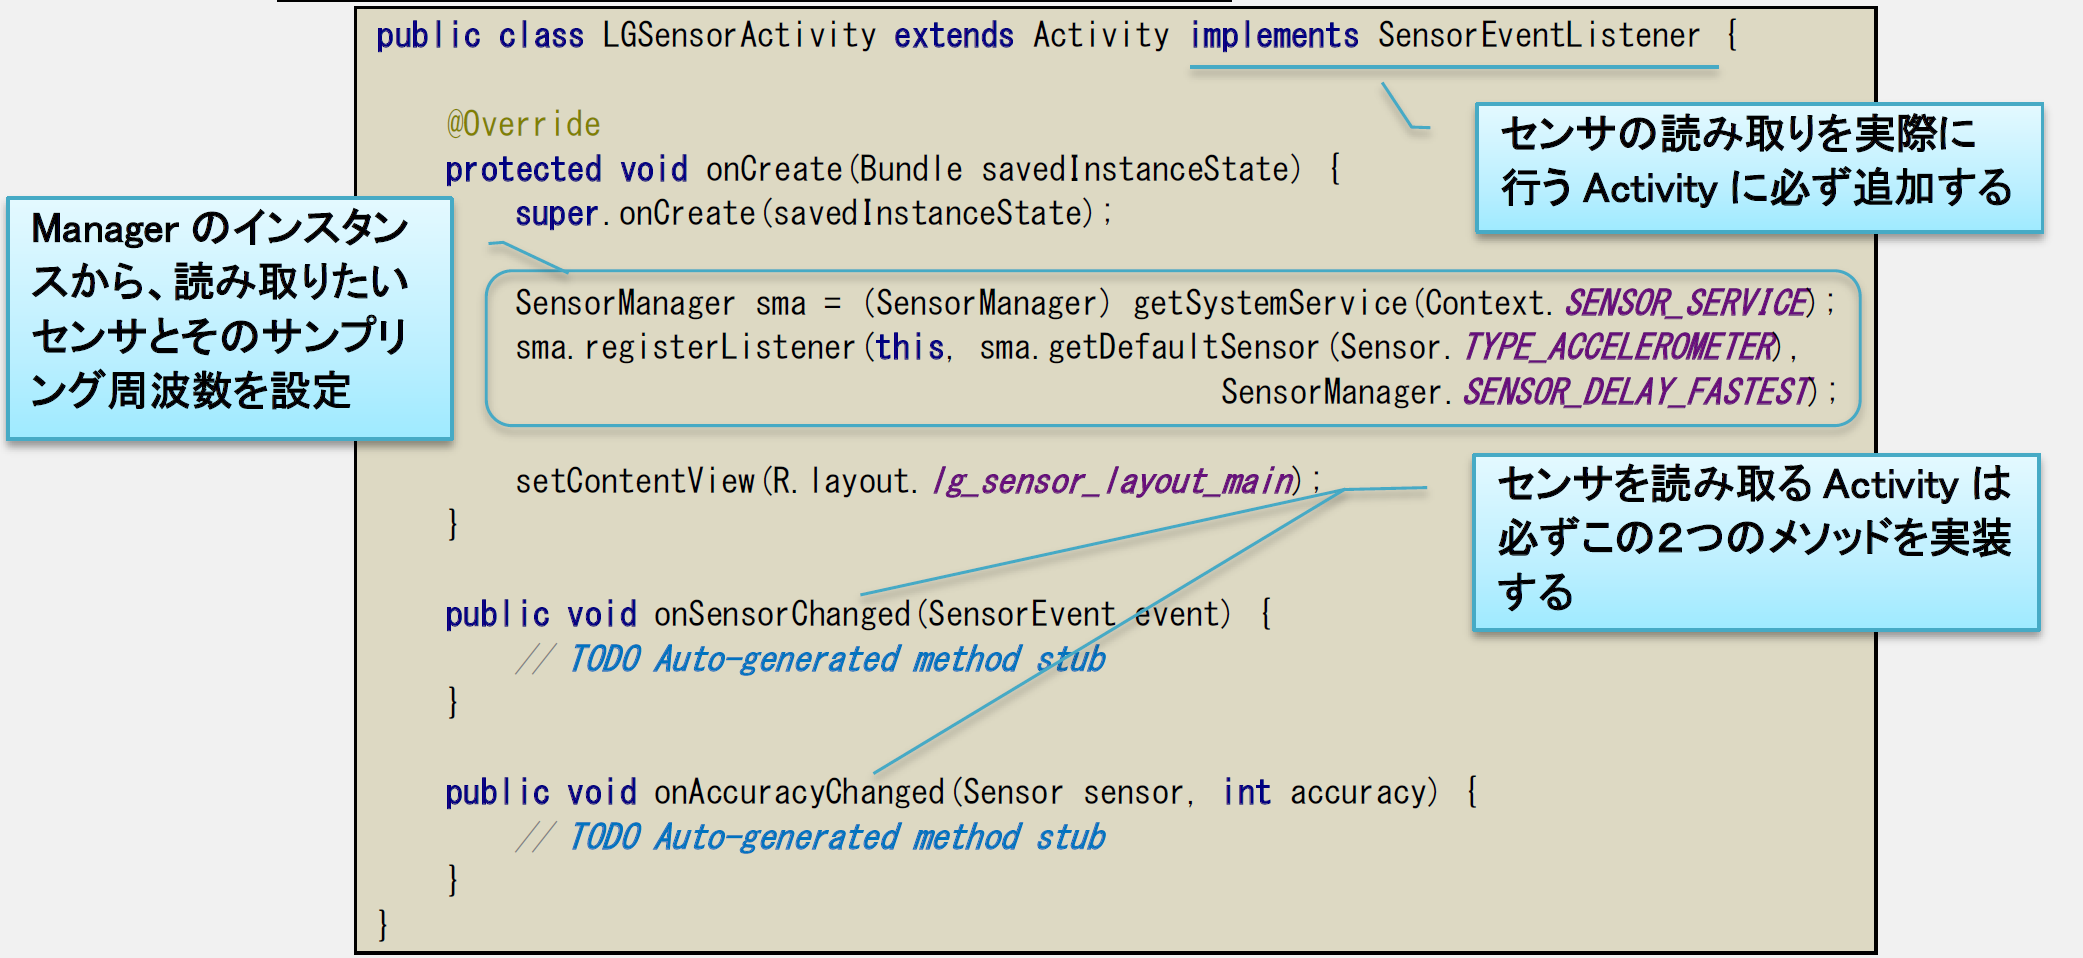 public class LGSensorActivity extends Activity implements SensorEventListener {
@Override
protected void onCreate(Bundle savedInstanceState) {
super.onCreate(savedInstanceState);
SensorManager sma = (SensorManager) getSystemService(Context.SENSOR_SERVICE);
sma.registerListener(this, sma.getDefaultSensor(Sensor.TYPE_ACCELEROMETER),
SensorManager.SENSOR_DELAY_FASTEST);
setContentView(R.layout.lg_sensor_layout_main);
}
public void onSensorChanged(SensorEvent event) {
// TODO Auto-generated method stub
}
public void onAccuracyChanged(Sensor sensor, int accuracy) {
// TODO Auto-generated method stub
}
}
センサの読み取りを実際に
行う Activity に必ず追加する
Manager のインスタン
スから、読み取りたい
センサとそのサンプリ
ング周波数を設定
センサを読み取る Activity は
必ずこの２つのメソッドを実装
する